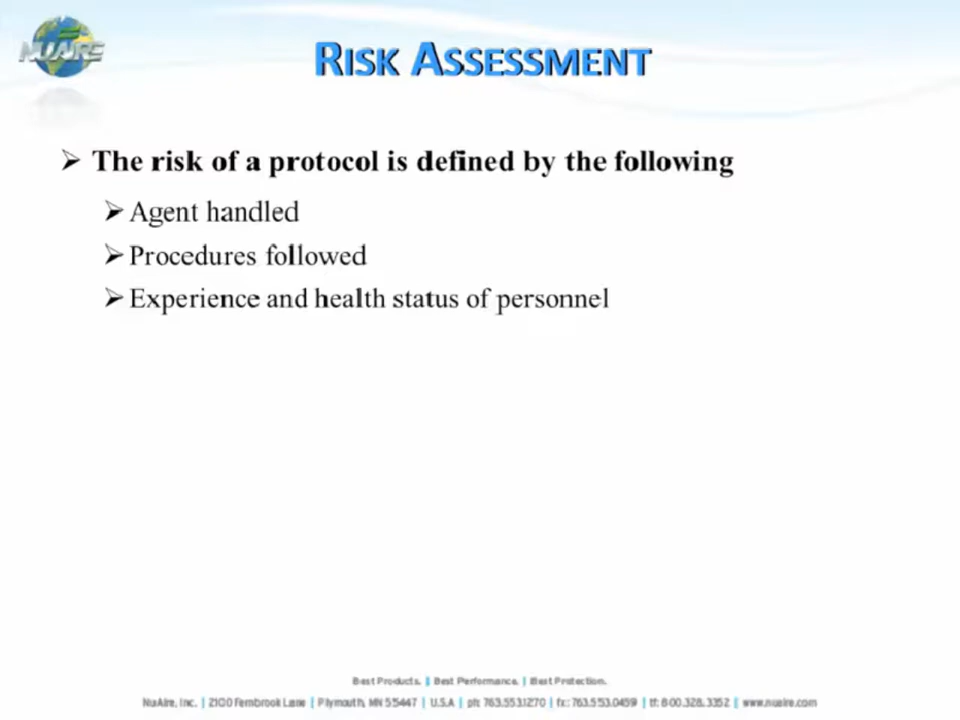 NUAIRE
RISK ASSESSMENT
➢ The risk of a protocol is defined by the following
➢ Agent handled
➢ Procedures followed
➢ Experience and health status of personnel
Best Products. | Best Performance. | Best Protection.
NuAire, Inc. | 2100 Fernbrook Lane | Plymouth, MN 55447 | U.S.A | ph: 763.553.1270 | fx: 763.553.0459 | tf: 800.328.3352 | www.nuaire.com